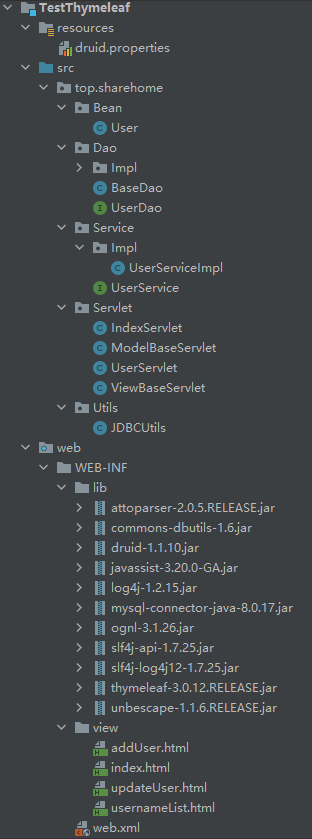 TestThymeleaf
resources
druid.properties
src
top.sharehome
Bean
User
Dao
Impl
BaseDao
UserDao
Service
Impl
UserServiceImpl
UserService
Servlet
IndexServlet
ModelBaseServlet
UserServlet
ViewBaseServlet
Utils
JDBCUtils
web
WEB-INF
lib
attoparser-2.0.5.RELEASE.jar
commons-dbutils-1.6.jar
druid-1.1.10.jar
javassist-3.20.0-GA.jar
log4j-1.2.15.jar
mysql-connector-java-8.0.17.jar
ognl-3.1.26.jar
slf4j-api-1.7.25.jar
slf4j-log4j12-1.7.25.jar
thymeleaf-3.0.12.RELEASE.jar
unbescape-1.1.6.RELEASE.jar
view
addUser.html
index.html
updateUser.html
usernameList.html
web.xml